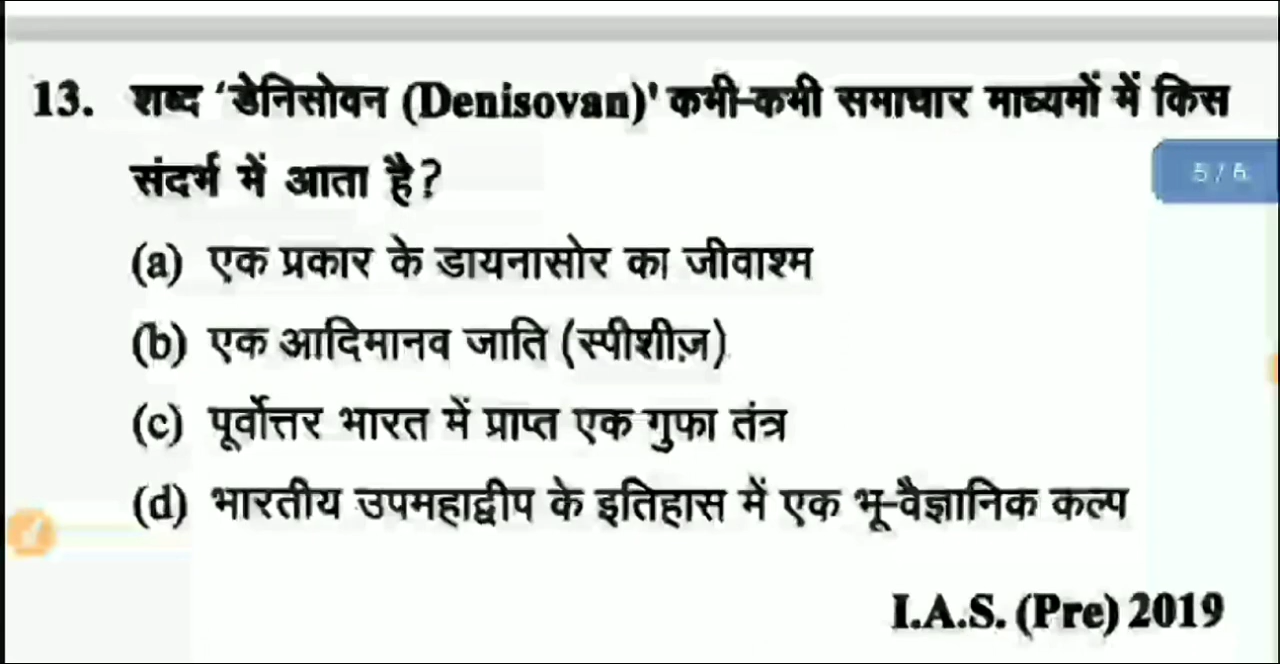 13. शब्द ‘डेनिसोवन (Denisovan)' कभी-कभी समाचार माध्यमों में किस
संदर्भ में आता है?
5 / 6
(a) एक प्रकार के डायनासोर का जीवाश्म
(b) एक आदिमानव जाति (स्पीशीज़)
(c) पूर्वोत्तर भारत में प्राप्त एक गुफा तंत्र
(d) भारतीय उपमहाद्वीप के इतिहास में एक भू-वैज्ञानिक कल्प
I.A.S. (Pre) 2019